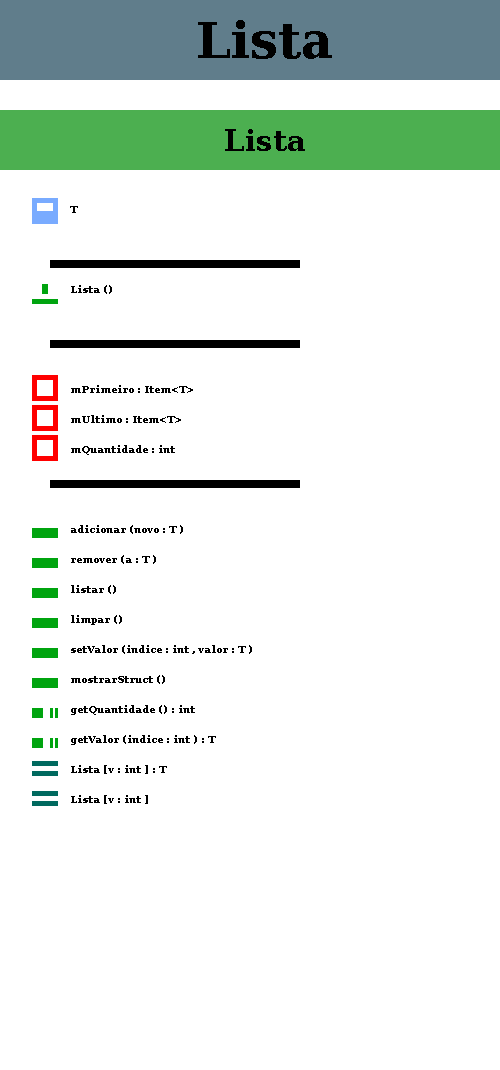 Lista
Lista
T
Lista ()
mPrimeiro : Item<T>
mUltimo : Item<T>
mQuantidade : int
adicionar (novo : T )
remover (a : T )
listar ()
limpar ()
setValor (indice : int , valor : T )
mostrarStruct ()
getQuantidade () : int
getValor (indice : int ) : T
Lista [v : int ] : T
Lista [v : int ]